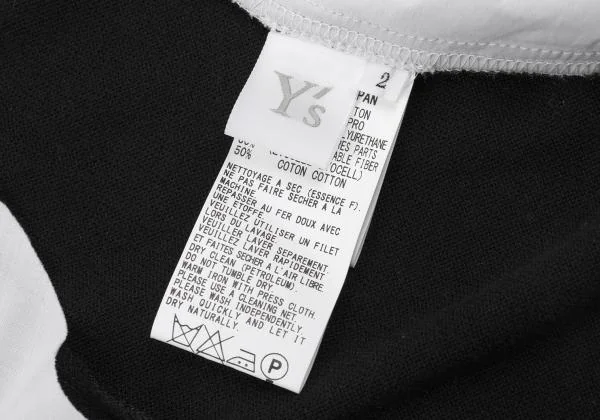 Y's
2
PAN
TON
PRO
YURETHANE
ES PARTS
ABLE FIBER
OCELL)
50% COTON COTTON
NETTOYAGE A SEC (ESSENCE F).
NE PAS FAIRE SECHER A LA
MACHINE.
REPASSER AU FER DOUX AVEC
UNE ETOFFE.
VEUILLEZ UTILISER UN FILET
LORS DU LAVAGE
VEUILLER LAVER SEPAREMENT.
VEUILLEZ LAVER RAPIDEMENT.
ET FAITES SECHER A L'AIR LIBRE.
DRY CLEAN (PETROLEUM).
DO NOT TUMBLE DRY.
WARM IRON WITH PRESS CLOTH.
PLEASE USE A CLEANING NET.
PLEASE WASH INDEPENDENTLY.
WASH QUICKLY AND LET IT
DRY NATURALLY.
P